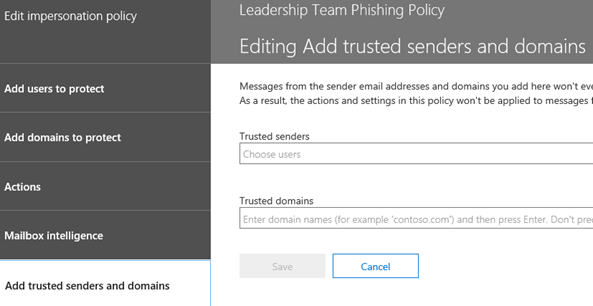 Edit impersonation policy
Add users to protect
Add domains to protect
Actions
Mailbox intelligence
Add trusted senders and domains
Leadership Team Phishing Policy
Editing Add trusted senders and domains
Messages from the sender email addresses and domains you add here won't
As a result, the actions and settings in this policy won't be applied to messages
Trusted senders
Choose users
Trusted domains
Enter domain names (for example 'contoso.com') and then press Enter. Don't
Save
Cancel